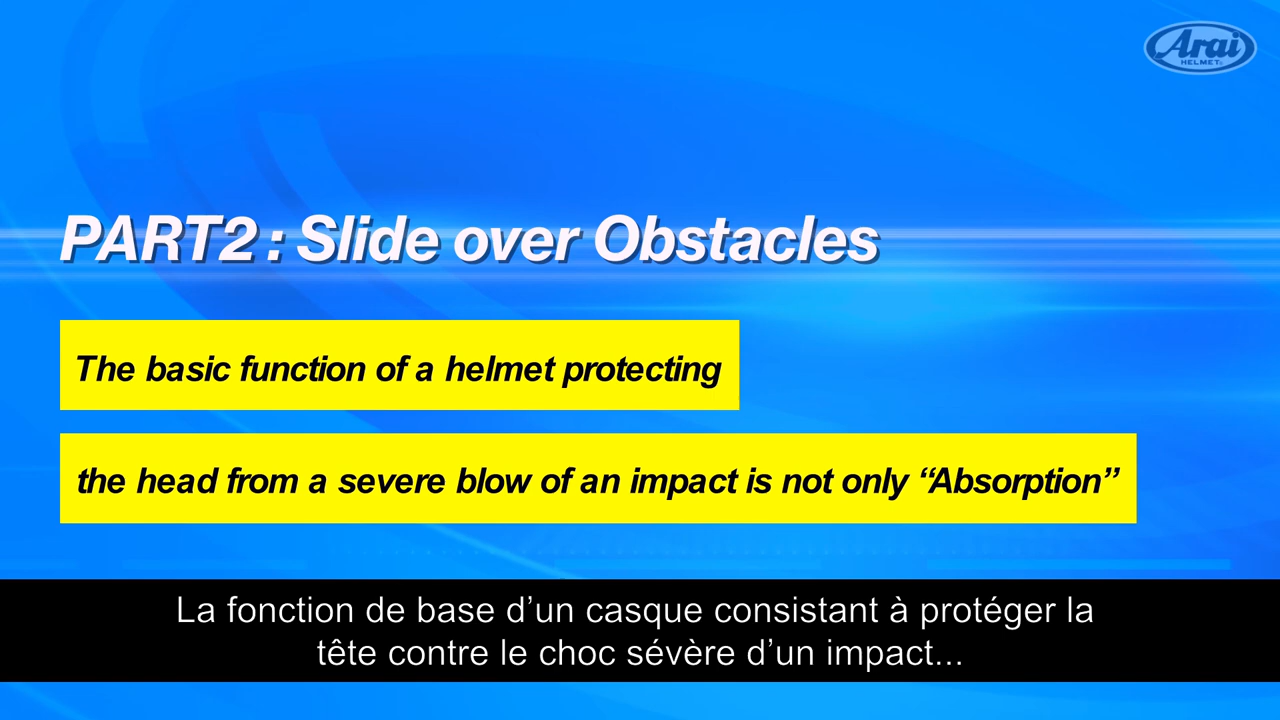 Arai
HELMET
PART2 : Slide over Obstacles
The basic function of a helmet protecting
the head from a severe blow of an impact is not only “Absorption”
La fonction de base d’un casque consistant à protéger la
tête contre le choc sévère d’un impact...